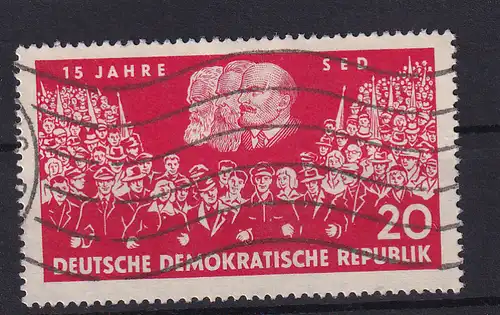 15 JAHRE SED
20
DEUTSCHE DEMOKRATISCHE REPUBLIK